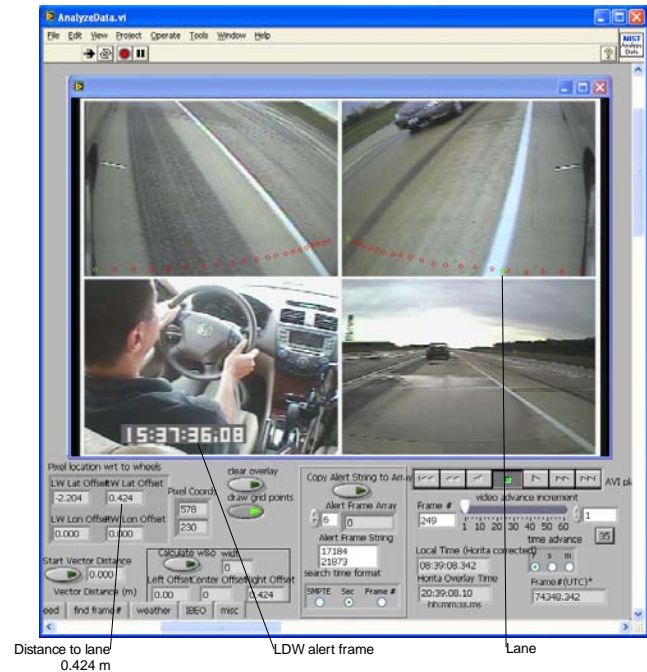 AnalyzeData.vi
File Edit View Project Operate Tools Window Help
NIST
Analysis
Data
15:37:36:08
Pixel location wrt to wheels
LW Lat Offset RW Lat Offset
-2.204 0.424
LW Lon Offset RW Lon Offset
0.000 0.000
Pixel Coords
578
230
clear overlay
draw grid points
Start Vector Distance
0.000
Vector Distance (m)
Calculate w&o width
0
Left Offset Center Offset Right Offset
0.00 0 0.424
eed find frame# weather IBEO misc
Copy Alert String to Array
Alert Frame Array
6 0
Alert Frame String
17184
21873
search time format
SMPTE Sec Frame #
AVI pla
video advance increment
Frame #
249
1 10 20 30 40 50 60
1
35
time advance
f s m
Local Time (Horita corrected)
08:39:08.342
Horita Overlay Time
20:39:08.10
hh:mm:ss.ms
Frame#(UTC)*
74348.342
Distance to lane
0.424 m
LDW alert frame
Lane